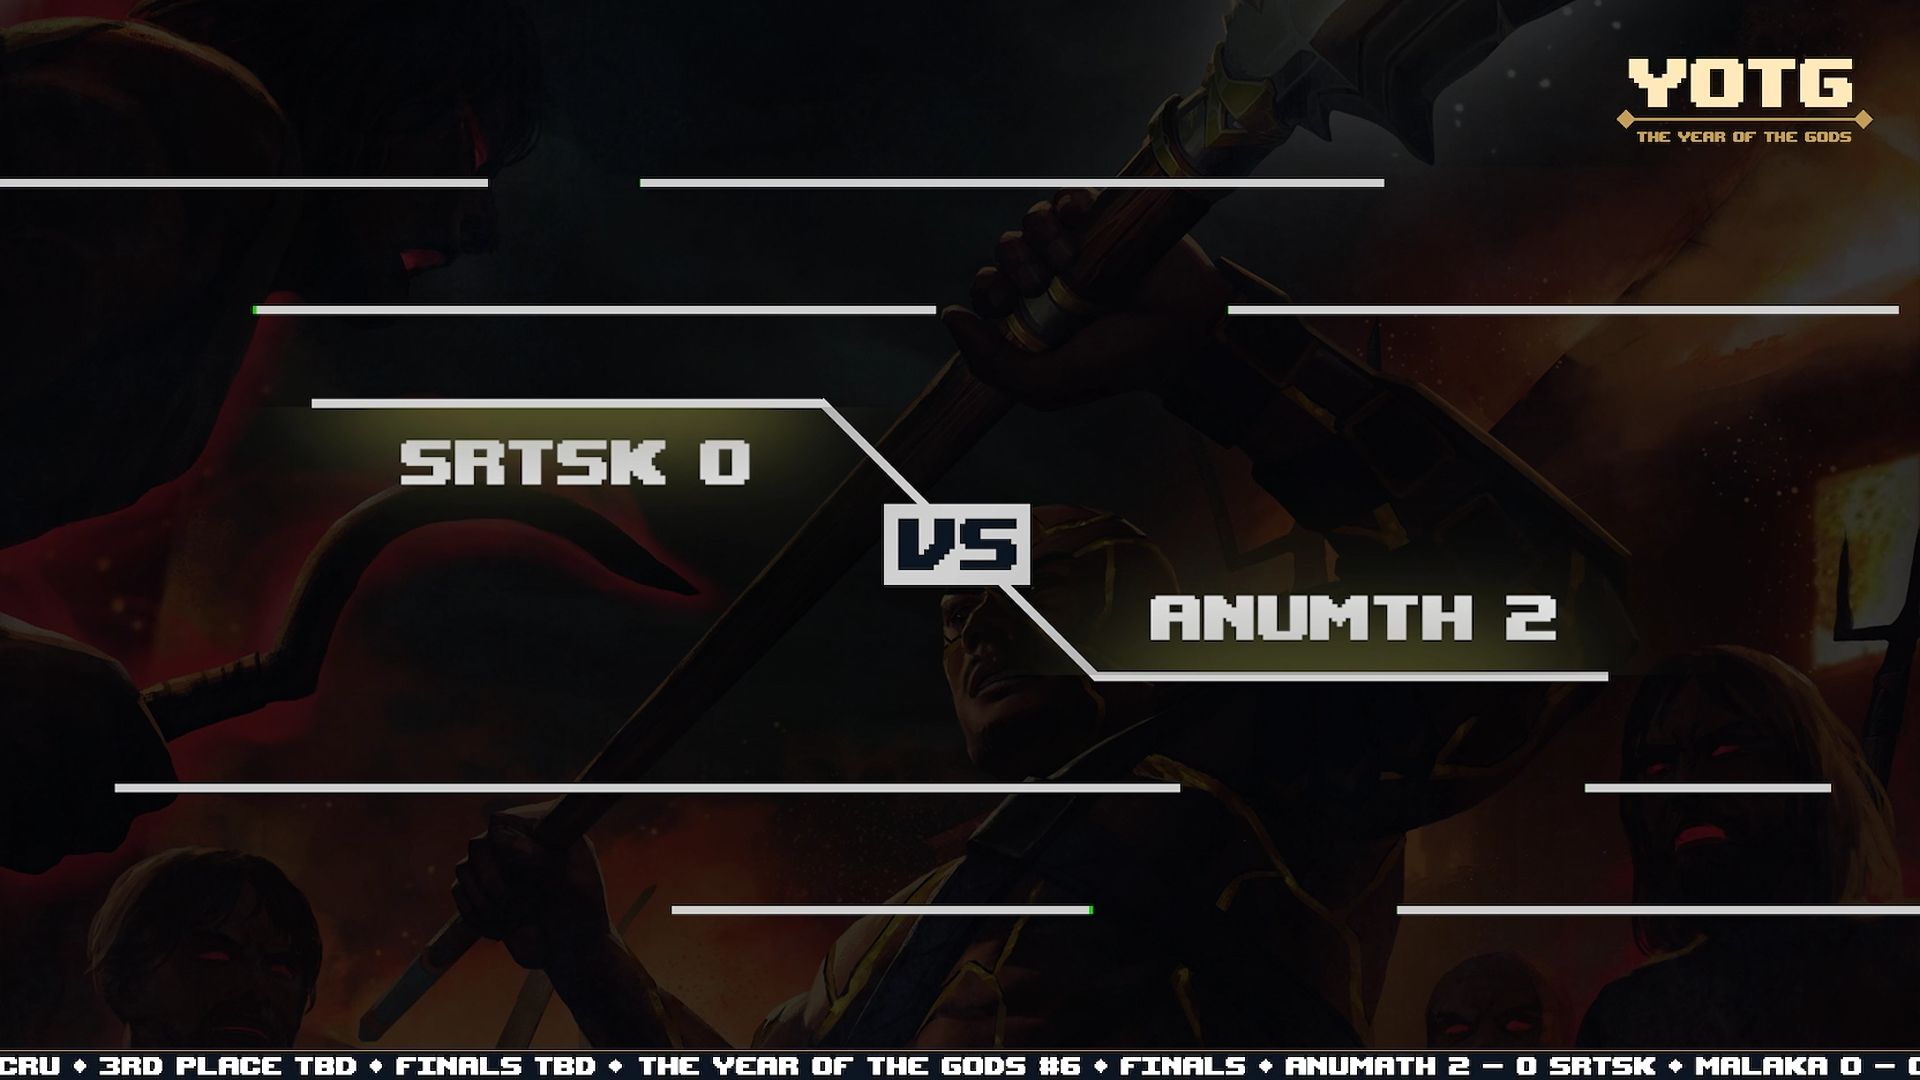 YOTG
THE YEAR OF THE GODS
SRTSK 0
VS
ANUMTH 2
CRU ◆ 3RD PLACE TBD ◆ FINALS TBD ◆ THE YEAR OF THE GODS #6 ◆ FINALS ◆ ANUMATH 2 – 0 SRTSK ◆ MALAKA 0 –